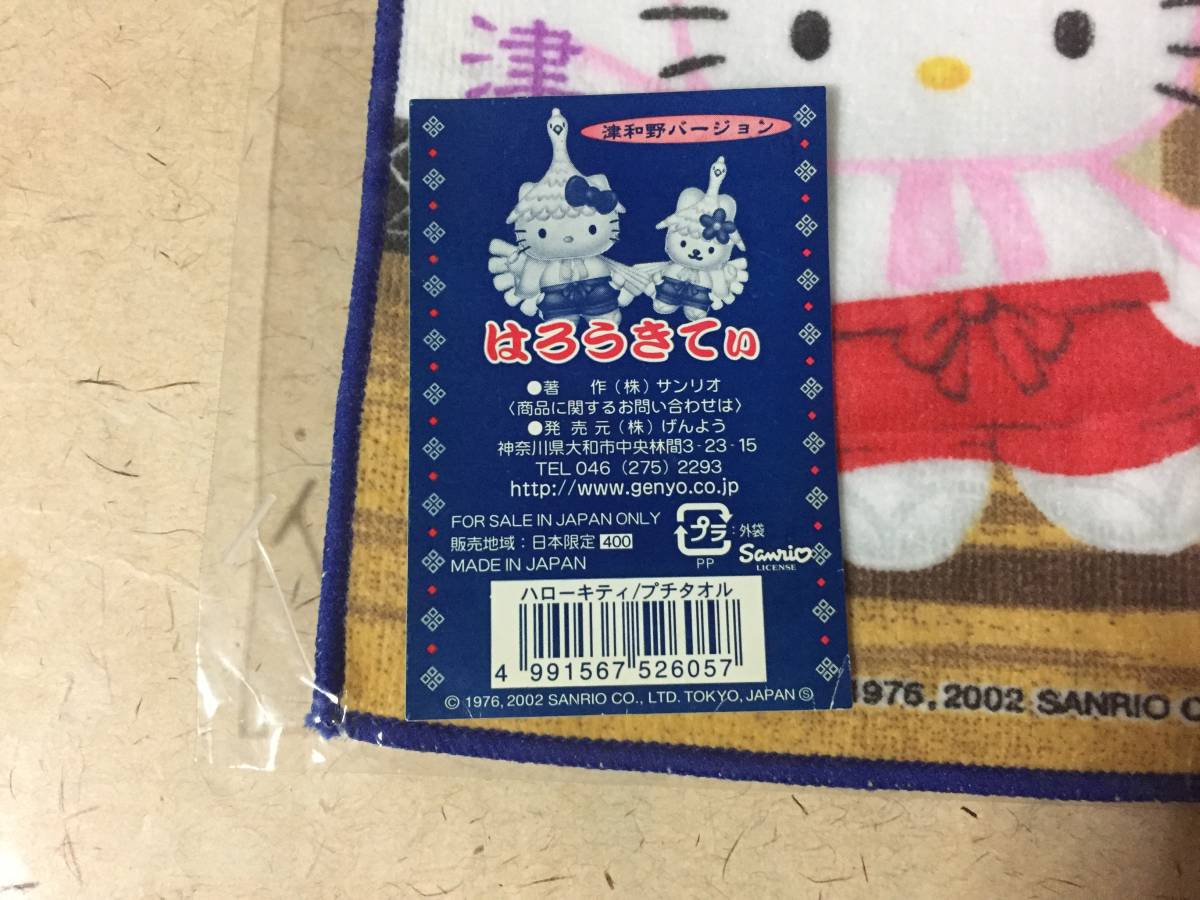 津
津和野バージョン
はろうきてぃ
●著　作（株）サンリオ
〈商品に関するお問い合わせは〉
●発 売 元（株）げんよう
神奈川県大和市中央林間3-23-15
TEL 046（275）2293
http://www.genyo.co.jp
FOR SALE IN JAPAN ONLY
販売地域：日本限定 400
MADE IN JAPAN
プラ：外袋
PP
Sanrio
LICENSE
ハローキティ/プチタオル
4 991567 526057
© 1976, 2002 SANRIO CO., LTD. TOKYO, JAPAN Ⓢ
1976, 2002 SANRIO C